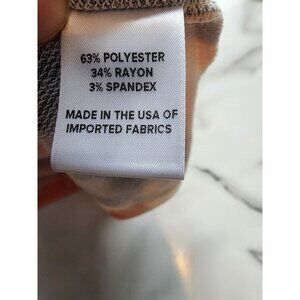 63% POLYESTER
34% RAYON
3% SPANDEX
MADE IN THE USA OF
IMPORTED FABRICS